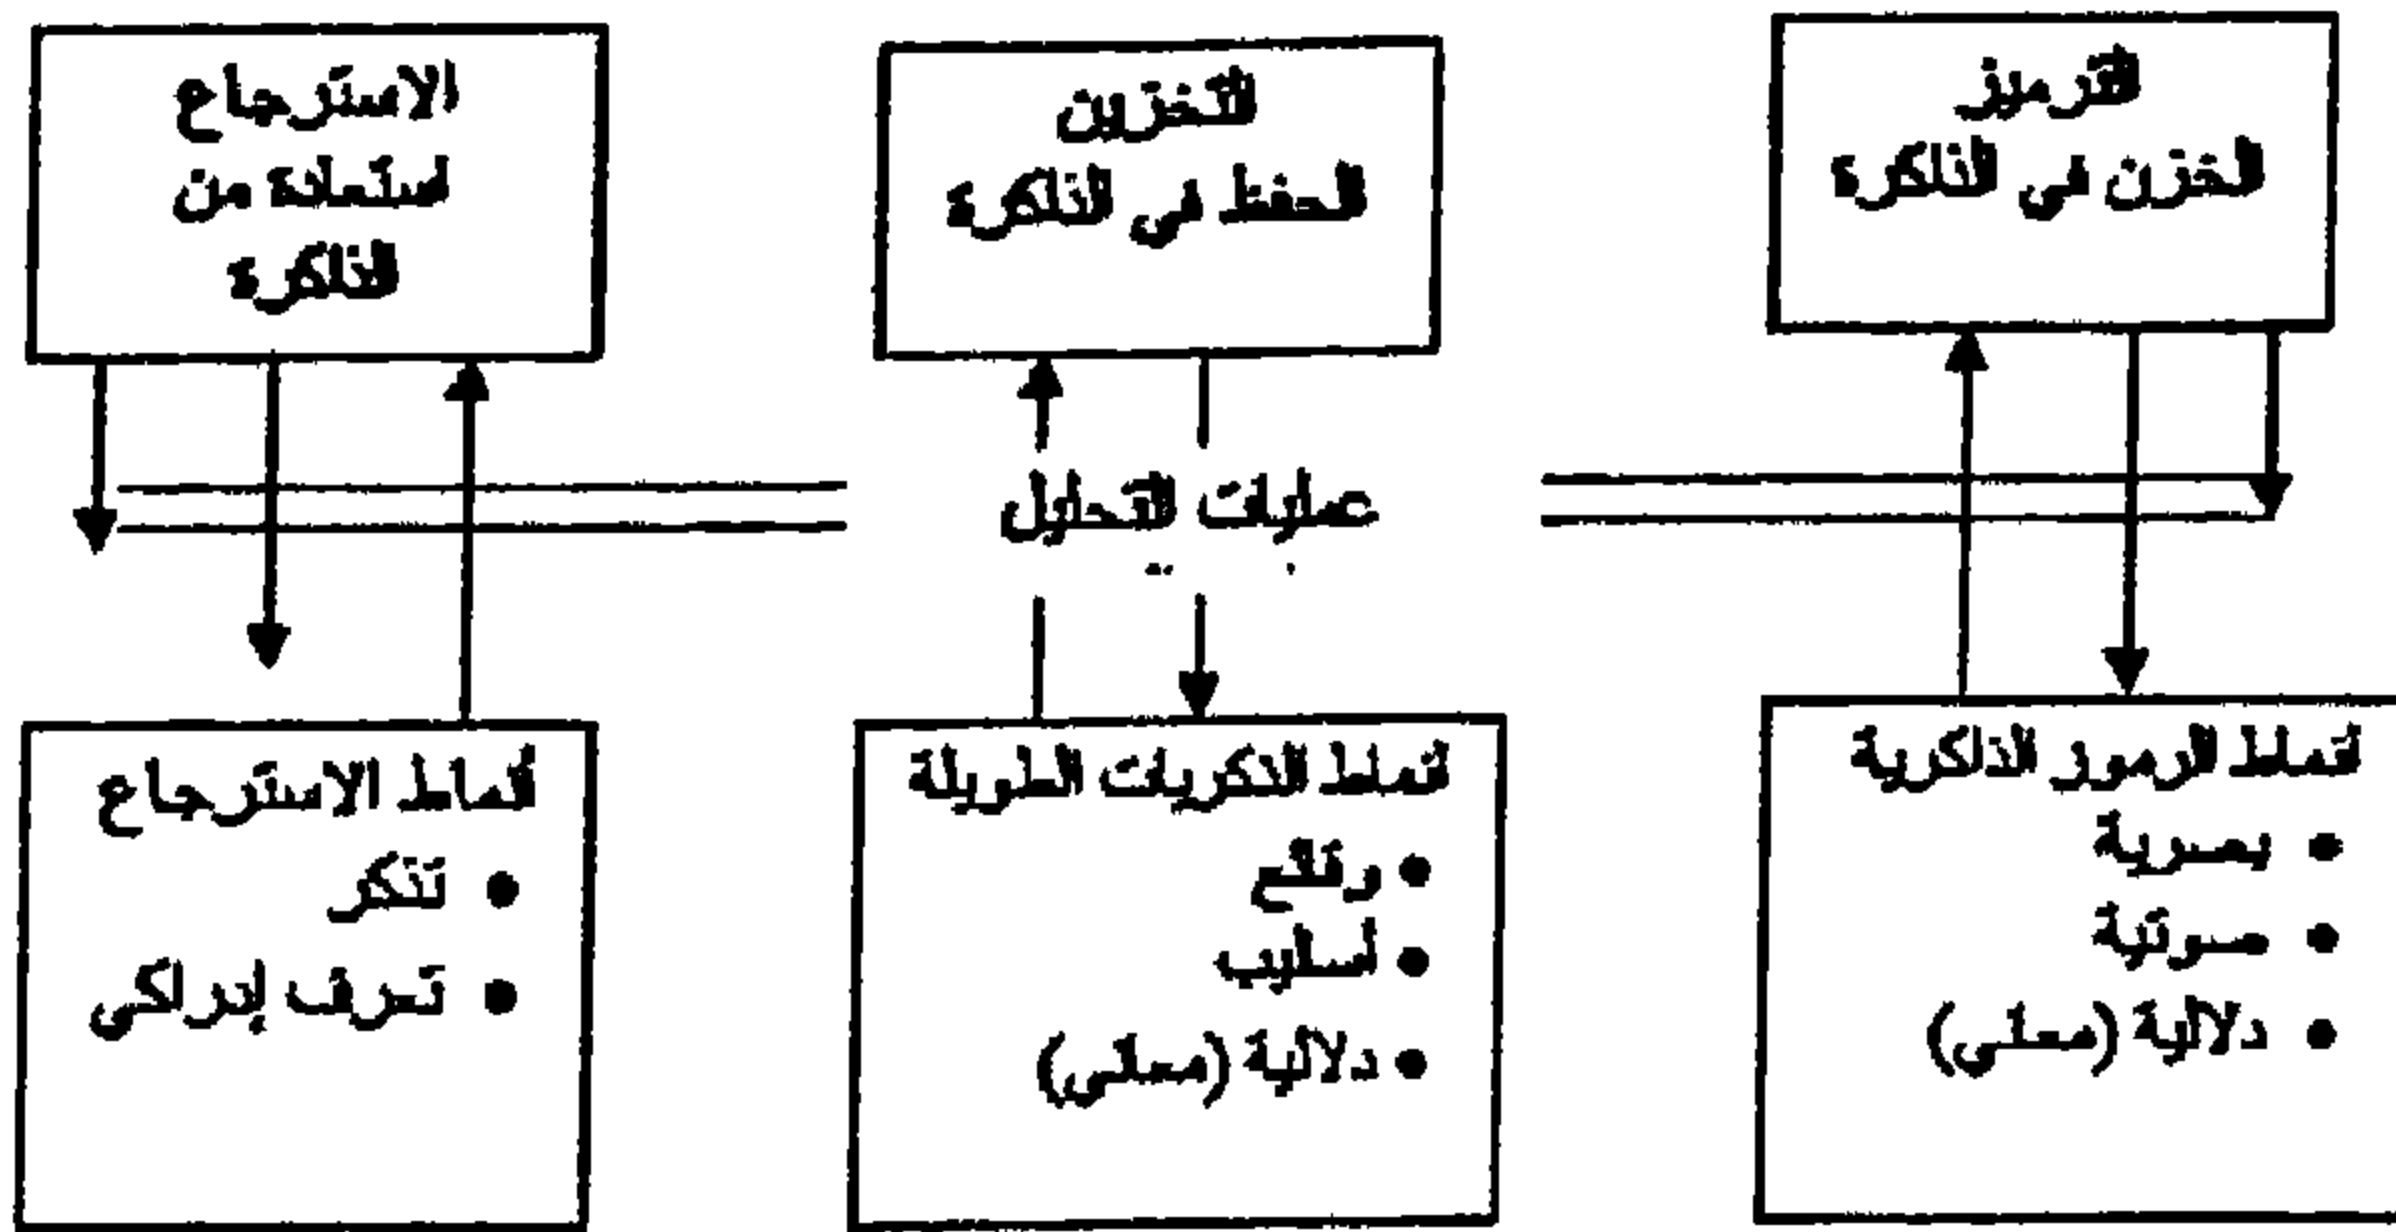 الترميز
الخزن في الذاكرة
التخزين
الحفظ في الذاكرة
الاسترجاع
استعادة من
الذاكرة
عمليات التحليل
أنماط الرموز الذاكرية
• بصرية
• صوتية
• دلالية (معنى)
أنماط الذكريات الطويلة
• وقائع
• أساليب
• دلالية (معنى)
أنماط الاسترجاع
• تذكر
• تعرف إدراكي